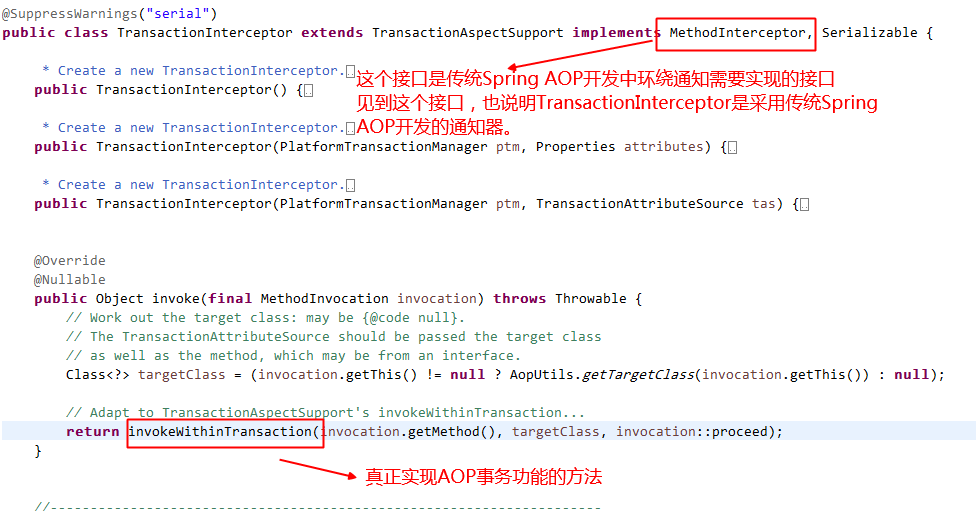 @SuppressWarnings("serial")
public class TransactionInterceptor extends TransactionAspectSupport implements MethodInterceptor, Serializable {
* Create a new TransactionInterceptor.
这个接口是传统Spring AOP开发中环绕通知需要实现的接口
public TransactionInterceptor() {
见到这个接口，也说明TransactionInterceptor是采用传统Spring
* Create a new TransactionInterceptor.
AOP开发的通知器。
public TransactionInterceptor(PlatformTransactionManager ptm, Properties attributes) {
* Create a new TransactionInterceptor.
public TransactionInterceptor(PlatformTransactionManager ptm, TransactionAttributeSource tas) {
@Override
@Nullable
public Object invoke(final MethodInvocation invocation) throws Throwable {
// Work out the target class: may be {@code null}.
// The TransactionAttributeSource should be passed the target class
// as well as the method, which may be from an interface.
Class<?> targetClass = (invocation.getThis() != null ? AopUtils.getTargetClass(invocation.getThis()) : null);
// Adapt to TransactionAspectSupport's invokeWithinTransaction...
return invokeWithinTransaction(invocation.getMethod(), targetClass, invocation::proceed);
}
真正实现AOP事务功能的方法
//---------------------------------------------------------------------